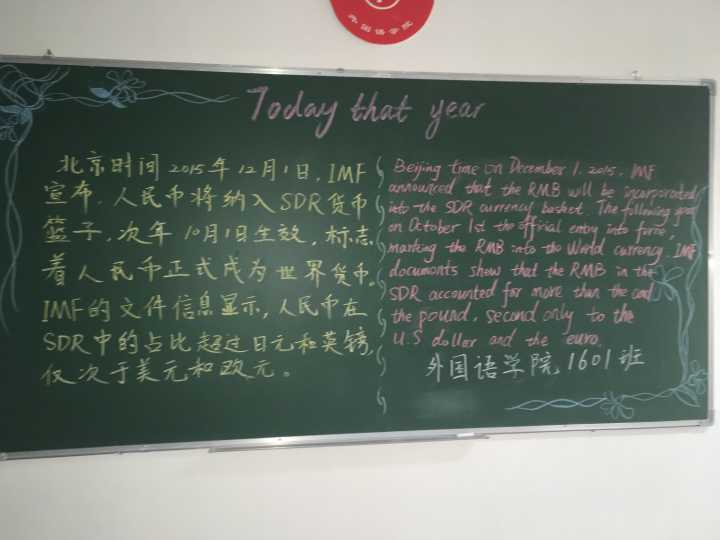 外国语学院
Today that year
北京时间2015年12月1日,IMF
宣布,人民币将纳入SDR货币
篮子,次年10月1日生效,标志
着人民币正式成为世界货币。
IMF的文件信息显示,人民币在
SDR中的占比超过日元和英镑,
仅次于美元和欧元。
Beijing time on December 1, 2015, IMF
announced that the RMB will be incorporated
into the SDR currency basket. The following year
on October 1st the official entry into force,
marking the RMB into the World currency. IMF
documents show that the RMB in the
SDR accounted for more than the and
the pound, second only to the
U.S dollar and the euro.
外国语学院1601班